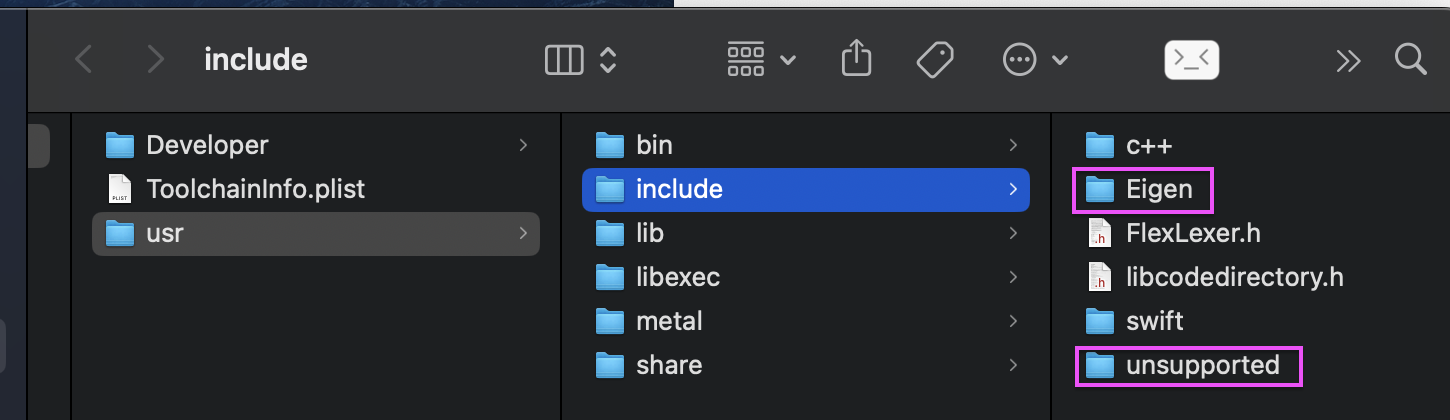 include
Developer
ToolchainInfo.plist
usr
bin
include
lib
libexec
metal
share
c++
Eigen
FlexLexer.h
libcodedirectory.h
swift
unsupported